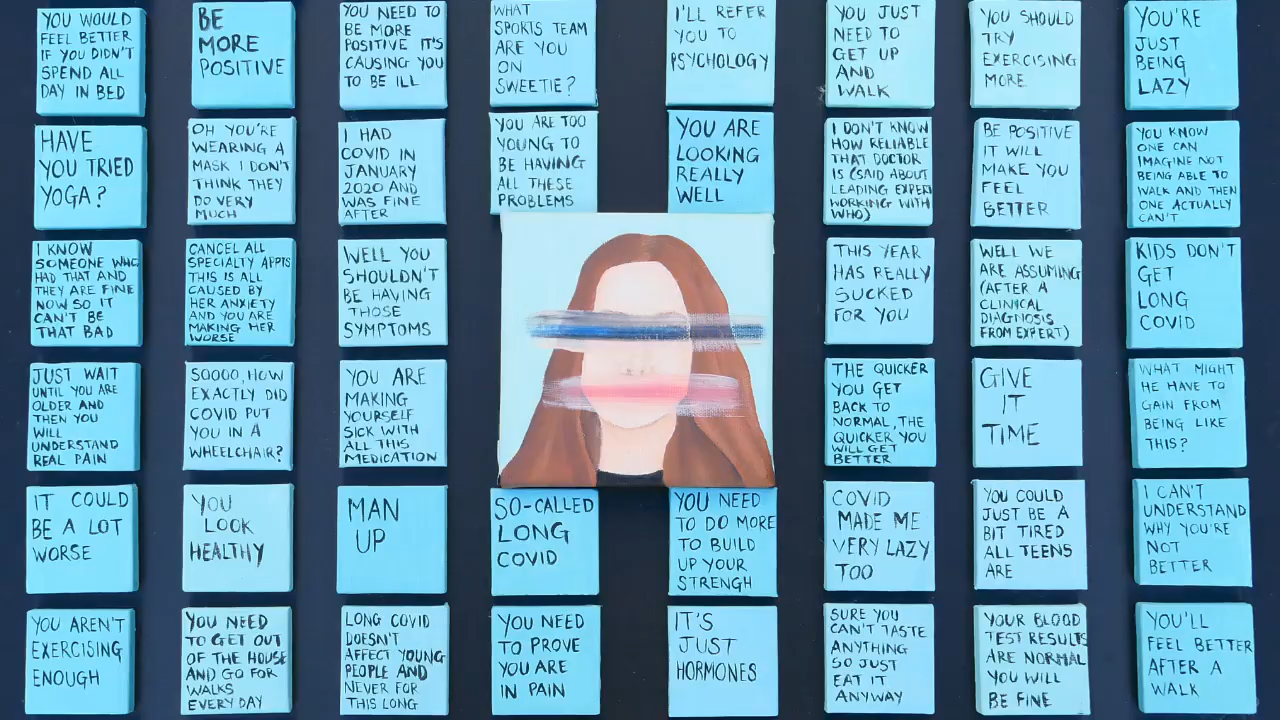 YOU WOULD
FEEL BETTER
IF YOU DIDN'T
SPEND ALL
DAY IN BED
BE
MORE
POSITIVE
YOU NEED TO
BE MORE
POSITIVE IT'S
CAUSING YOU
TO BE ILL
WHAT
SPORTS TEAM
ARE YOU
ON
SWEETIE?
I'LL REFER
YOU TO
PSYCHOLOGY
YOU JUST
NEED TO
GET UP
AND
WALK
YOU SHOULD
TRY
EXERCISING
MORE
YOU'RE
JUST
BEING
LAZY
HAVE
YOU TRIED
YOGA?
OH YOU'RE
WEARING A
MASK I DON'T
THINK THEY
DO VERY
MUCH
I HAD
COVID IN
JANUARY
2020 AND
WAS FINE
AFTER
YOU ARE TOO
YOUNG TO
BE HAVING
ALL THESE
PROBLEMS
YOU ARE
LOOKING
REALLY
WELL
I DON'T KNOW
HOW RELIABLE
THAT DOCTOR
IS (SAID ABOUT
LEADING EXPERT
WORKING WITH
WHO)
BE POSITIVE
IT WILL
MAKE YOU
FEEL
BETTER
YOU KNOW
ONE CAN
IMAGINE NOT
BEING ABLE TO
WALK AND THEN
ONE ACTUALLY
CAN'T
I KNOW
SOMEONE WHO
HAD THAT AND
THEY ARE FINE
NOW SO IT
CAN'T BE
THAT BAD
CANCEL ALL
SPECIALTY APPTS
THIS IS ALL
CAUSED BY
HER ANXIETY
AND YOU ARE
MAKING HER
WORSE
WELL YOU
SHOULDN'T
BE HAVING
THOSE
SYMPTOMS
THIS YEAR
HAS REALLY
SUCKED
FOR YOU
WELL WE
ARE ASSUMING
(AFTER A
CLINICAL
DIAGNOSIS
FROM EXPERT)
KIDS DON'T
GET
LONG
COVID
JUST WAIT
UNTIL YOU ARE
OLDER AND
THEN YOU
WILL
UNDERSTAND
REAL PAIN
SOOOO, HOW
EXACTLY DID
COVID PUT
YOU IN A
WHEELCHAIR?
YOU ARE
MAKING
YOURSELF
SICK WITH
ALL THIS
MEDICATION
THE QUICKER
YOU GET
BACK TO
NORMAL, THE
QUICKER YOU
WILL GET
BETTER
GIVE
IT
TIME
WHAT MIGHT
HE HAVE TO
GAIN FROM
BEING LIKE
THIS?
IT COULD
BE A LOT
WORSE
YOU
LOOK
HEALTHY
MAN
UP
SO-CALLED
LONG
COVID
YOU NEED
TO DO MORE
TO BUILD
UP YOUR
STRENGH
COVID
MADE ME
VERY LAZY
TOO
YOU COULD
JUST BE A
BIT TIRED
ALL TEENS
ARE
I CAN'T
UNDERSTAND
WHY YOU'RE
NOT
BETTER
YOU AREN'T
EXERCISING
ENOUGH
YOU NEED
TO GET OUT
OF THE HOUSE
AND GO FOR
WALKS
EVERY DAY
LONG COVID
DOESN'T
AFFECT YOUNG
PEOPLE AND
NEVER FOR
THIS LONG
YOU NEED
TO PROVE
YOU ARE
IN PAIN
IT'S
JUST
HORMONES
SURE YOU
CAN'T TASTE
ANYTHING
SO JUST
EAT IT
ANYWAY
YOUR BLOOD
TEST RESULTS
ARE NORMAL
YOU WILL
BE FINE
YOU'LL
FEEL BETTER
AFTER A
WALK